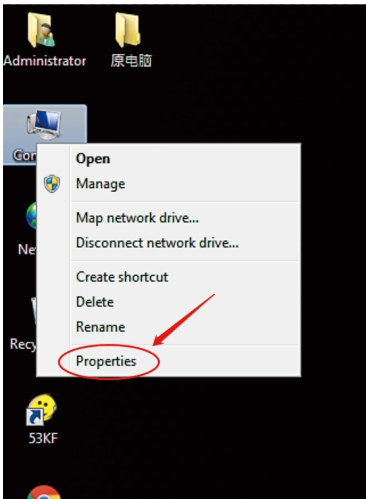 Administrator
原电脑
Open
Manage
Map network drive...
Disconnect network drive...
Create shortcut
Delete
Rename
Properties
53KF